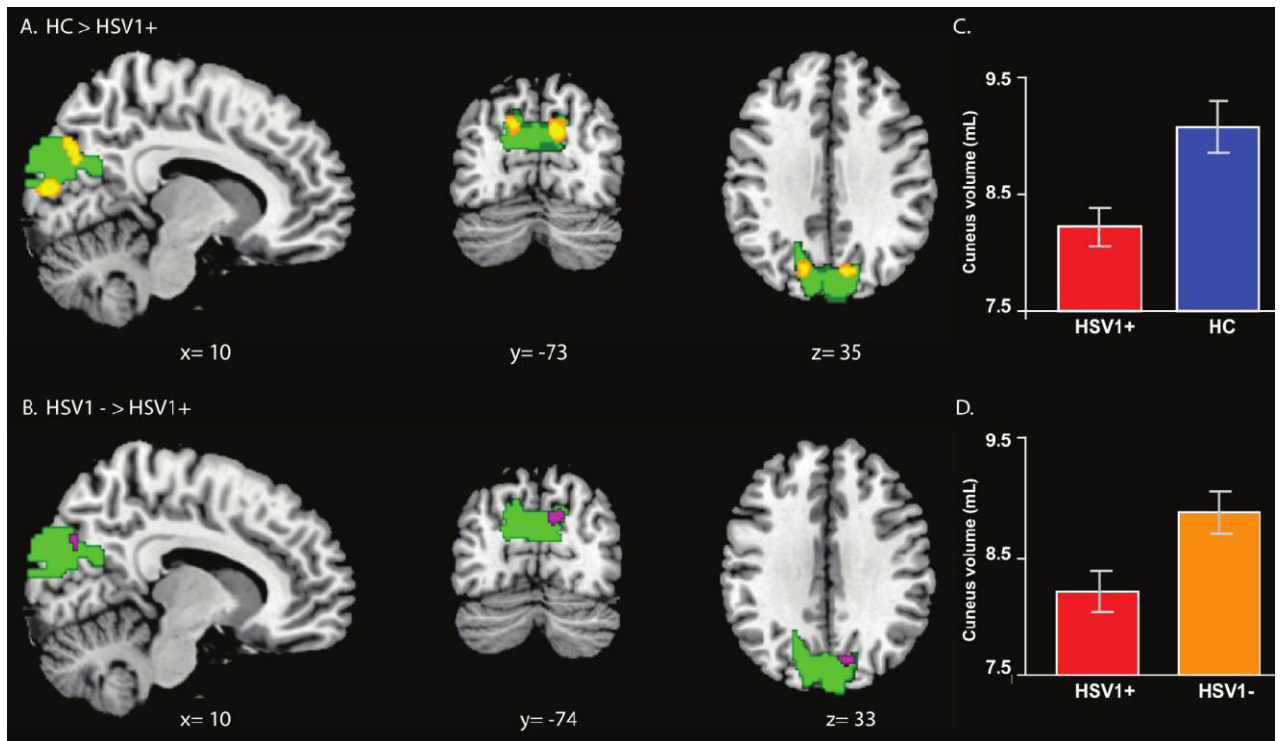 A. HC > HSV1+
x= 10
y= -73
z= 35
C.
9.5
8.5
7.5
Cuneus volume (mL)
HSV1+
HC
B. HSV1 - > HSV1+
x= 10
y= -74
z= 33
D.
9.5
8.5
7.5
Cuneus volume (mL)
HSV1+
HSV1-